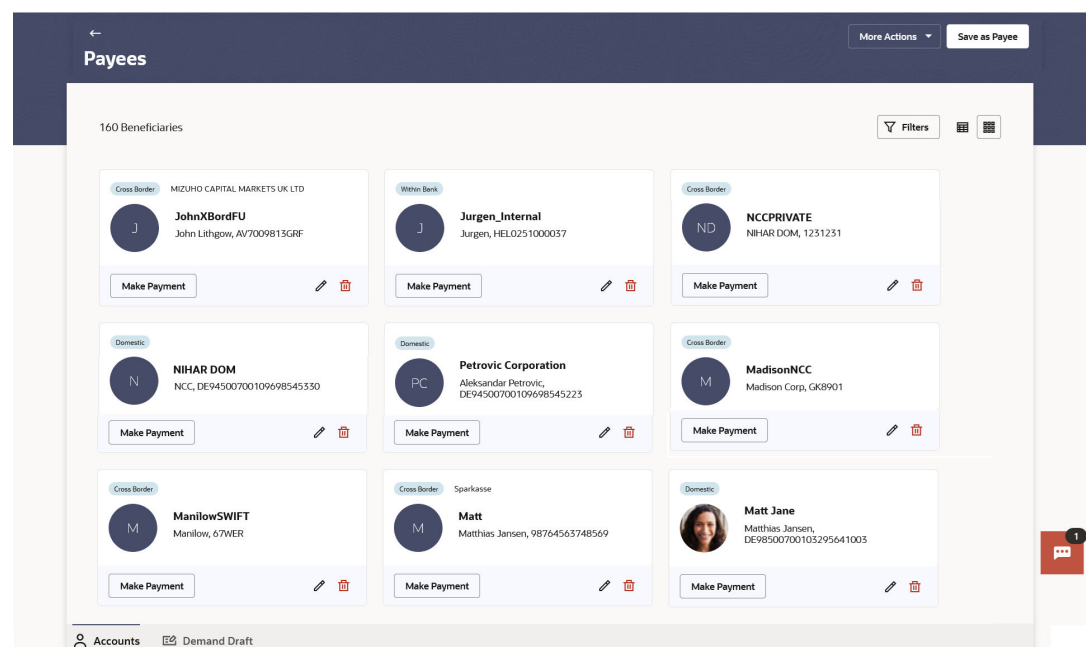 ←
Payees
More Actions
Save as Payee
160 Beneficiaries
Filters
Cross Border MIZUHO CAPITAL MARKETS UK LTD
J
JohnXBordFU
John Lithgow, AV7009813GRF
Make Payment
Within Bank
J
Jurgen_Internal
Jurgen, HEL0251000037
Make Payment
Cross Border
ND
NCCPRIVATE
NIHAR DOM, 1231231
Make Payment
Domestic
N
NIHAR DOM
NCC, DE94500700109698545330
Make Payment
Domestic
PC
Petrovic Corporation
Aleksandar Petrovic,
DE94500700109698545223
Make Payment
Cross Border
M
MadisonNCC
Madison Corp, GK8901
Make Payment
Cross Border
M
ManilowSWIFT
Manilow, 67WER
Make Payment
Cross Border Sparkasse
M
Matt
Matthias Jansen, 98764563748569
Make Payment
Domestic
Matt Jane
Matthias Jansen,
DE98500700103295641003
Make Payment
1
Accounts
Demand Draft